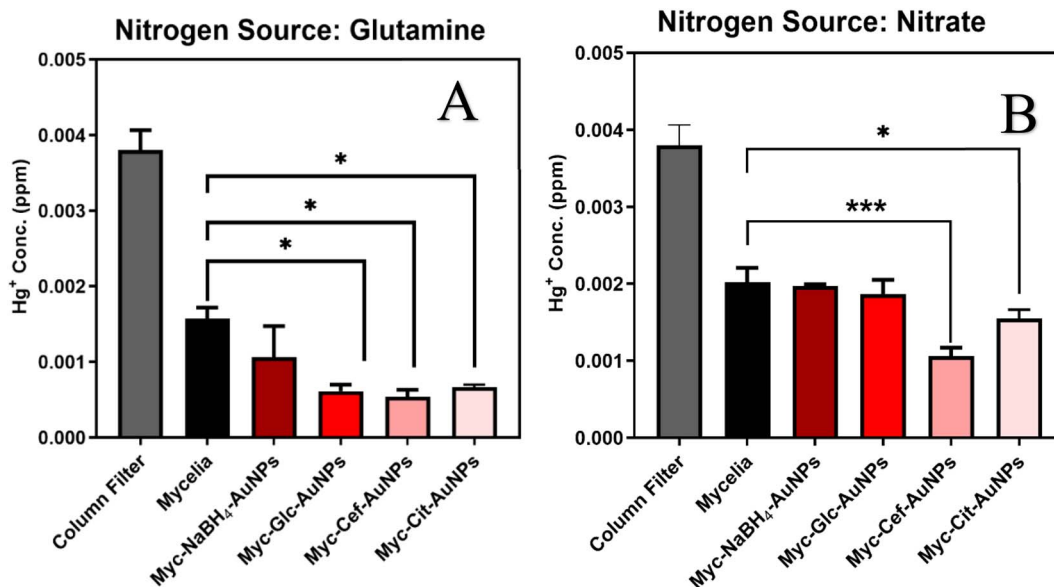 Nitrogen Source: Glutamine
A
Hg⁺ Conc. (ppm)
0.005
0.004
0.003
0.002
0.001
0.000
*
*
*
Column Filter
Mycelia
Myc-NaBH₄-AuNPs
Myc-Glc-AuNPs
Myc-Cef-AuNPs
Myc-Cit-AuNPs
Nitrogen Source: Nitrate
B
Hg⁺ Conc. (ppm)
0.005
0.004
0.003
0.002
0.001
0.000
*
***
Column Filter
Mycelia
Myc-NaBH₄-AuNPs
Myc-Glc-AuNPs
Myc-Cef-AuNPs
Myc-Cit-AuNPs